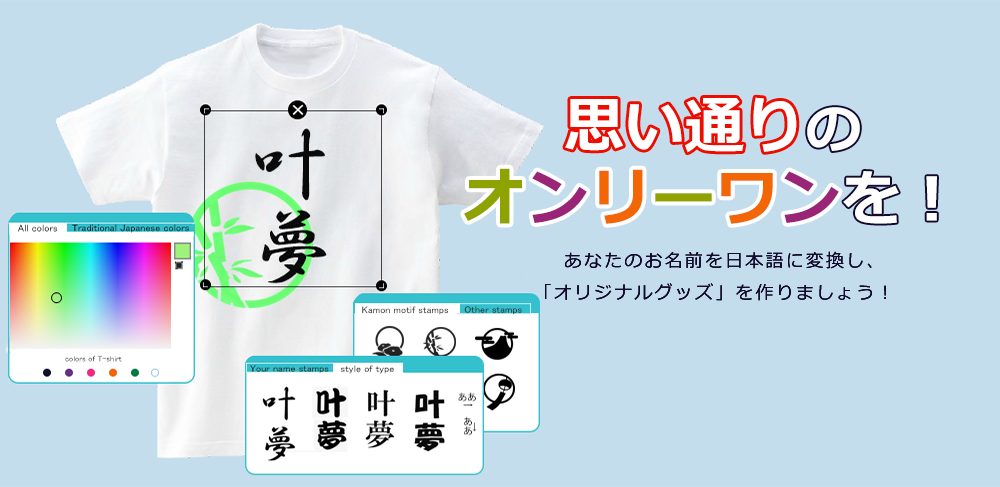 叶
夢
思い通りの
オンリーワンを！
あなたのお名前を日本語に変換し、
「オリジナルグッズ」を作りましょう！
All colors
Traditional Japanese colors
colors of T-shirt
Kamon motif stamps
Other stamps
Your name stamps
style of type
叶夢
叶夢
叶夢
叶夢
ああ→
ああ↓